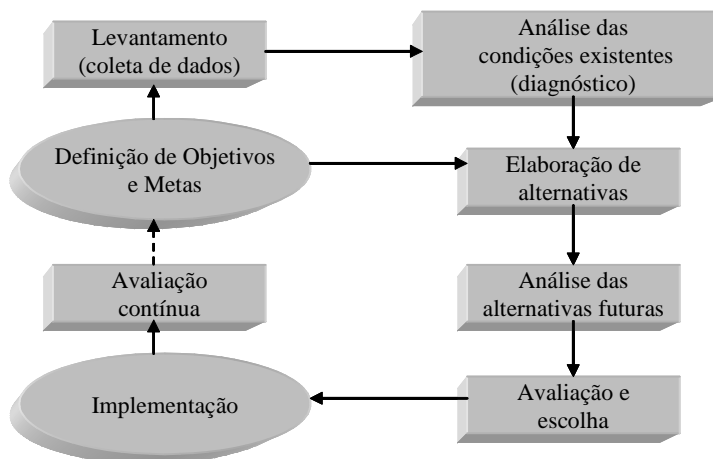 Levantamento
(coleta de dados)
Análise das
condições existentes
(diagnóstico)
Definição de Objetivos
e Metas
Elaboração de
alternativas
Avaliação
contínua
Análise das
alternativas futuras
Implementação
Avaliação e
escolha